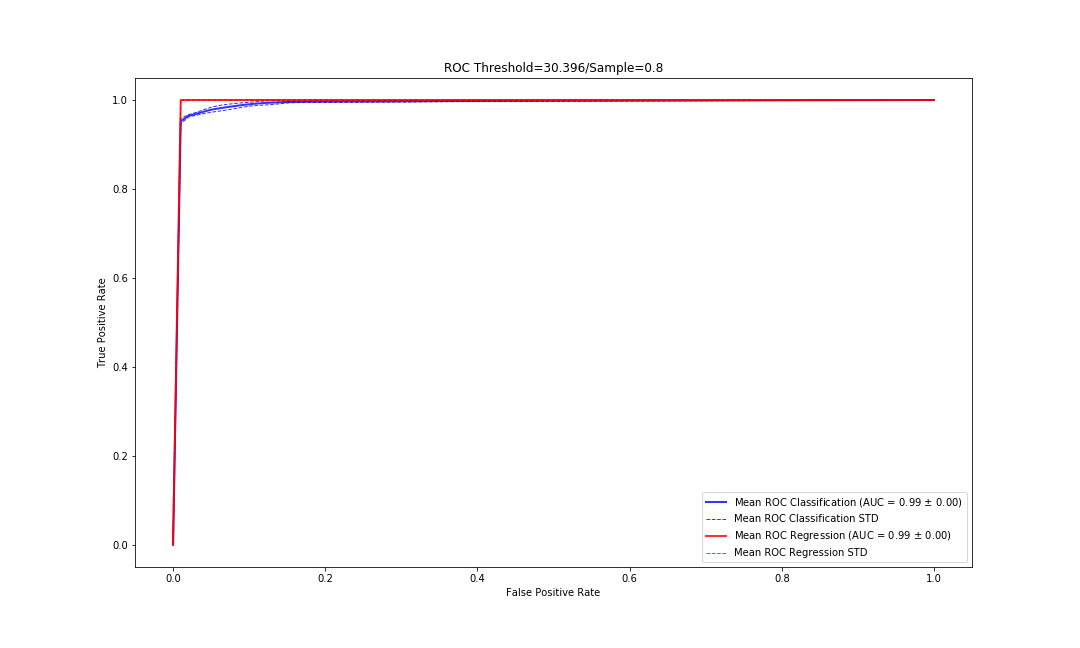 ROC Threshold=30.396/Sample=0.8
1.0
0.8
0.6
0.4
0.2
0.0
True Positive Rate
Mean ROC Classification (AUC = 0.99 ± 0.00)
Mean ROC Classification STD
Mean ROC Regression (AUC = 0.99 ± 0.00)
Mean ROC Regression STD
0.0 0.2 0.4 0.6 0.8 1.0
False Positive Rate